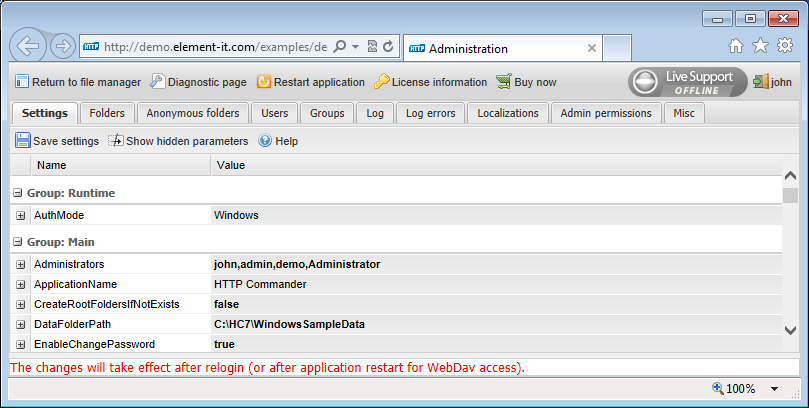 http://demo.element-it.com/examples/de
Administration
Return to file manager Diagnostic page Restart application License information Buy now Live Support OFFLINE john
Settings Folders Anonymous folders Users Groups Log Log errors Localizations Admin permissions Misc
Save settings Show hidden parameters Help
Name Value
Group: Runtime
AuthMode Windows
Group: Main
Administrators john,admin,demo,Administrator
ApplicationName HTTP Commander
CreateRootFoldersIfNotExists false
DataFolderPath C:\HC7\WindowsSampleData
EnableChangePassword true
The changes will take effect after relogin (or after application restart for WebDav access).
100%